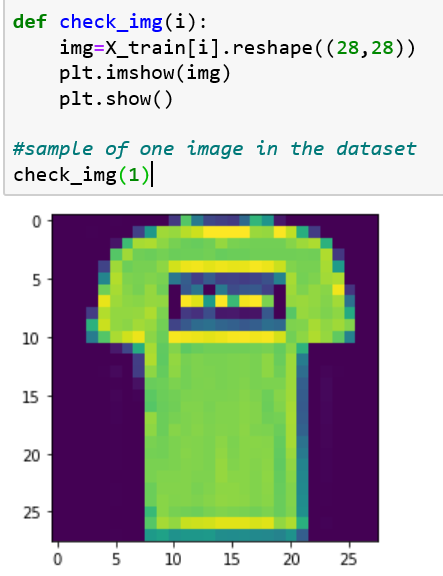 def check_img(i):
    img=X_train[i].reshape((28,28))
    plt.imshow(img)
    plt.show()
#sample of one image in the dataset
check_img(1)
0
5
10
15
20
25
0 5 10 15 20 25